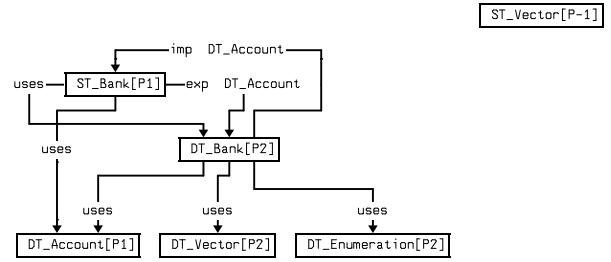 ST_Vector[P-1]
imp DT_Account
uses ST_Bank[P1] exp DT_Account
uses
DT_Bank[P2]
uses uses uses
DT_Account[P1] DT_Vector[P2] DT_Enumeration[P2]